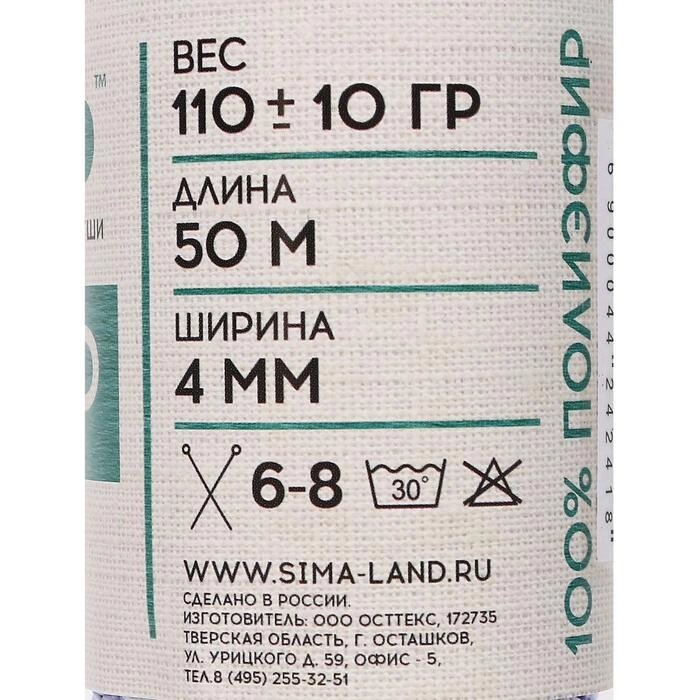 ВЕС
110 ± 10 ГР
ДЛИНА
50 М
ШИРИНА
4 ММ
6-8 30°
WWW.SIMA-LAND.RU
СДЕЛАНО В РОССИИ.
ИЗГОТОВИТЕЛЬ: ООО ОСТТЕКС, 172735
ТВЕРСКАЯ ОБЛАСТЬ, Г. ОСТАШКОВ,
УЛ. УРИЦКОГО Д. 59, ОФИС - 5,
ТЕЛ.8 (495) 255-32-51
100% ПОЛИЭФИР
TM